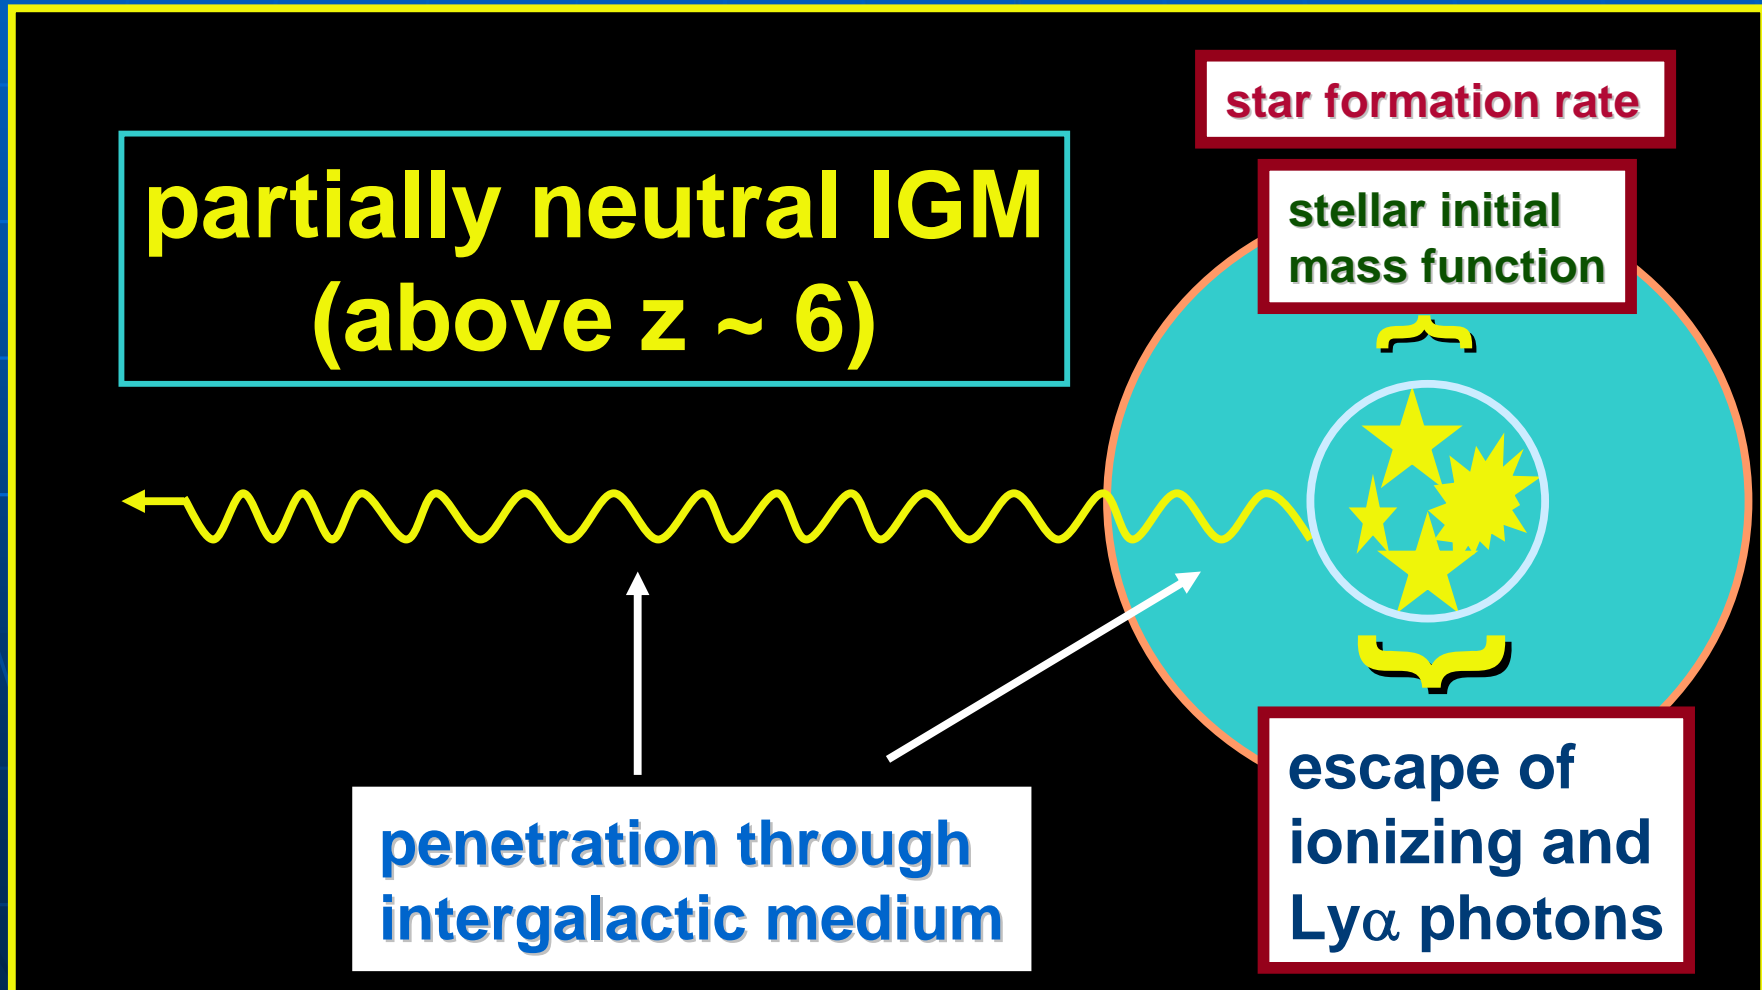 star formation rate
partially neutral IGM
(above z ~ 6)
stellar initial
mass function
penetration through
intergalactic medium
escape of
ionizing and
Lyα photons